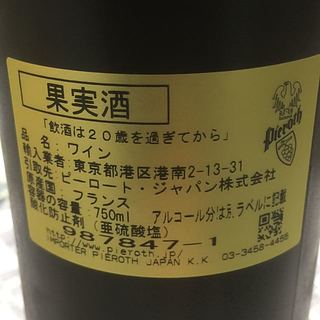 果実酒
Pieroth
「飲酒は２０歳を過ぎてから」
品名：ワイン
輸入業者：東京都港区港南2-13-31
引取先：ピーロート・ジャパン株式会社
原産国：フランス
容器の容量：750ml アルコール分は右、ラベルに記載
酸化防止剤（亜硫酸塩）
987847-1
http://www.pieroth.jp/
IMPORTER PIEROTH JAPAN K.K. 03-3458-4455